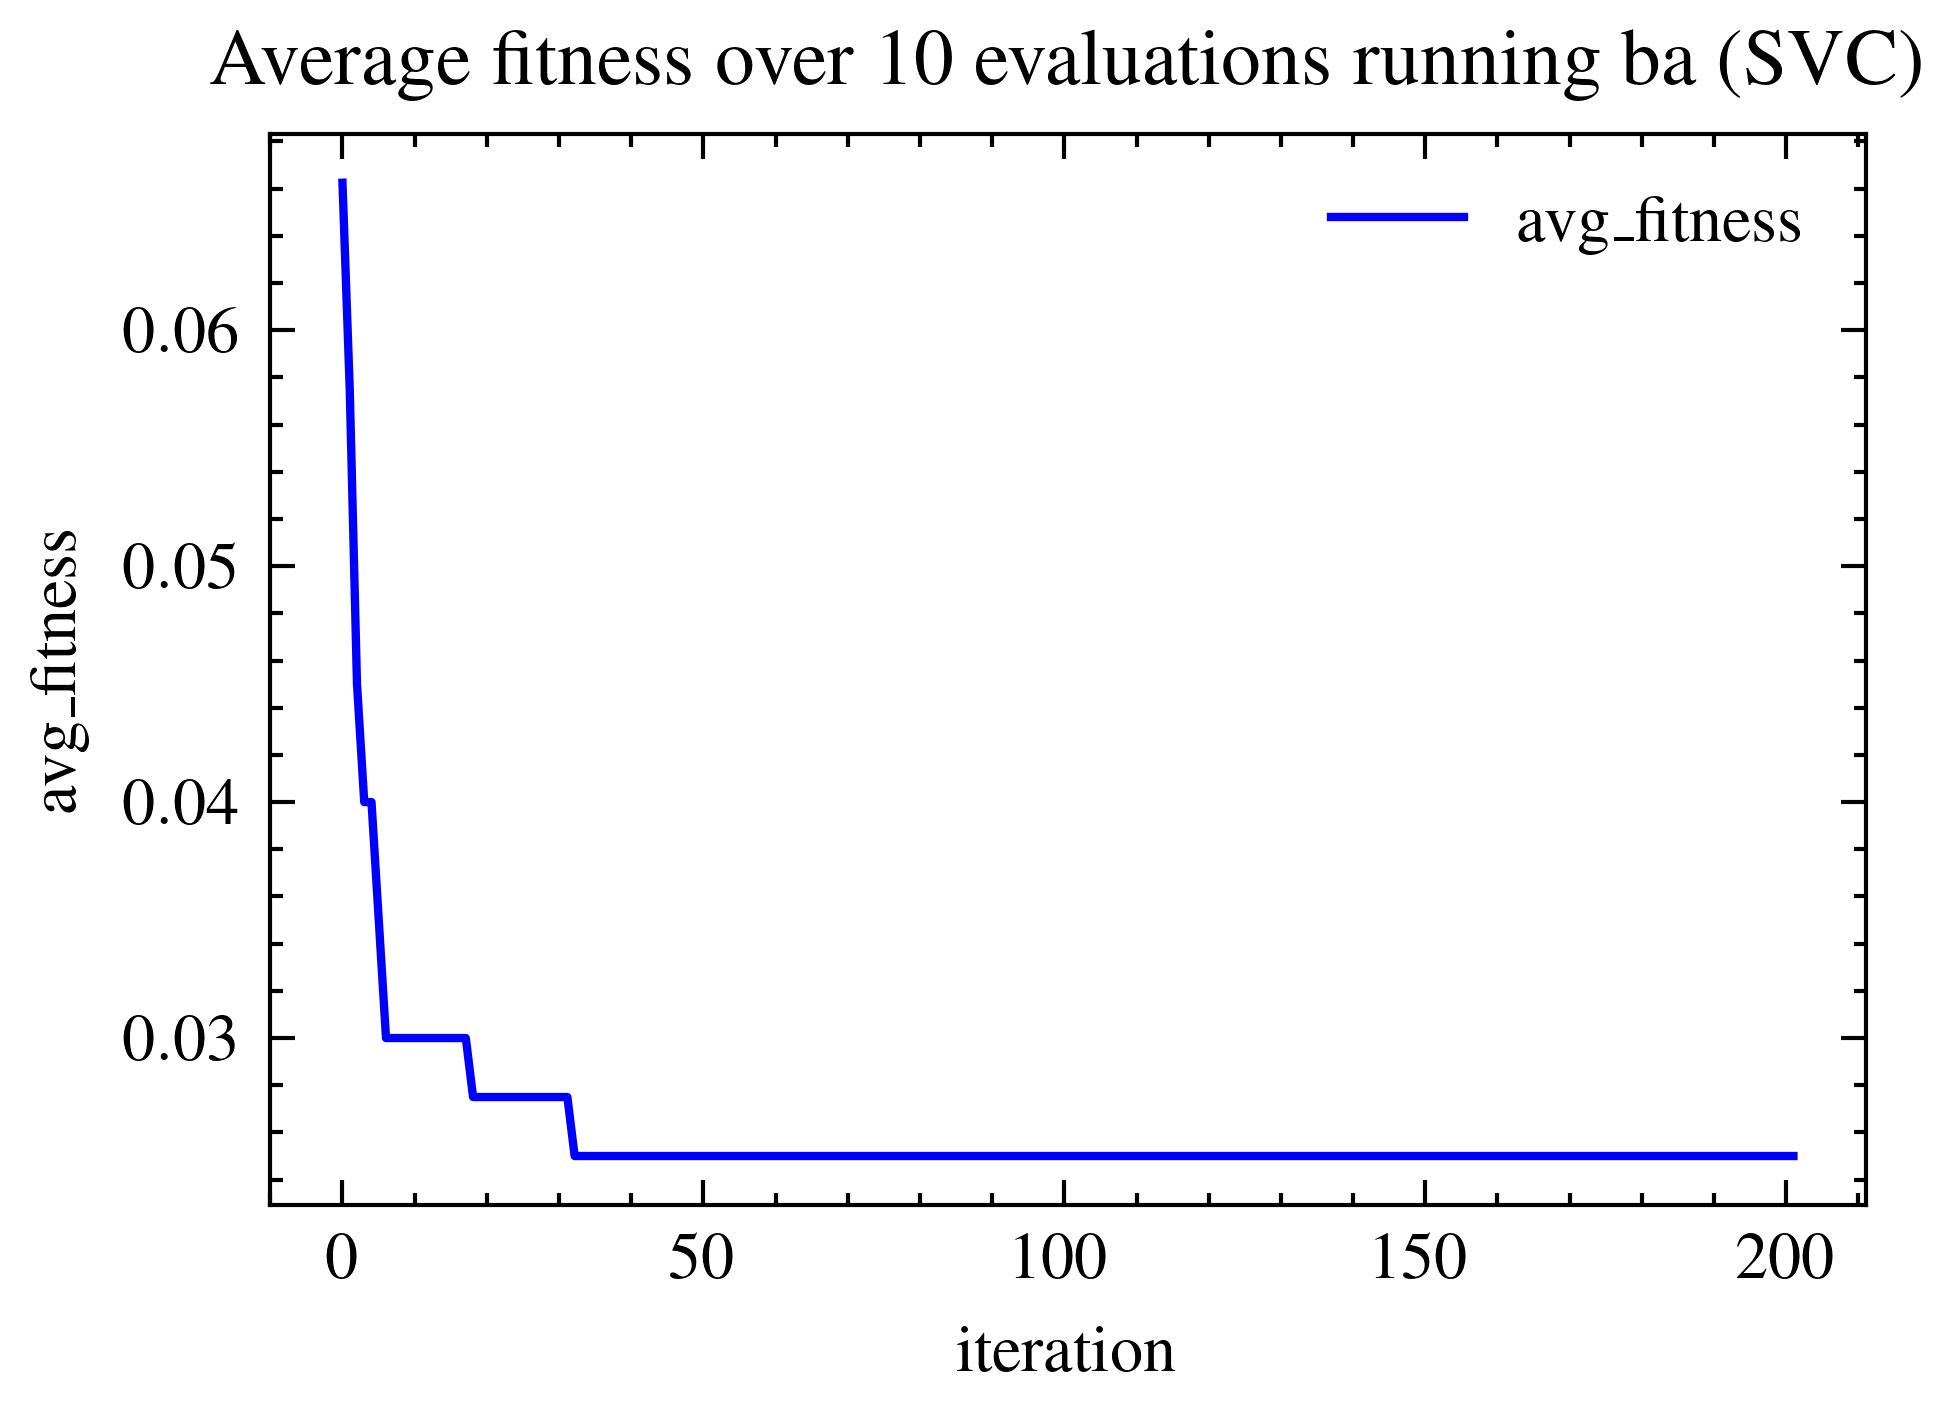 Average fitness over 10 evaluations running ba (SVC)
avg_fitness
avg_fitness
0.06
0.05
0.04
0.03
0 50 100 150 200
iteration